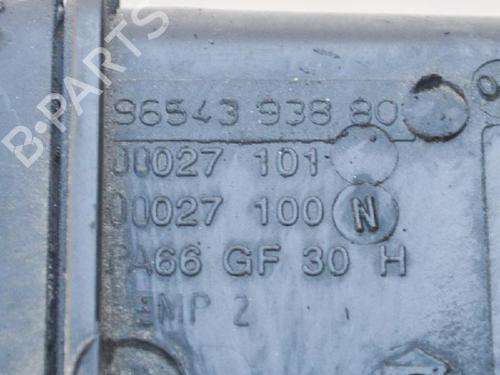 B-PARTS
96543 938 80
00027 101
00027 100 N
PA66 GF 30 H
EMP 2